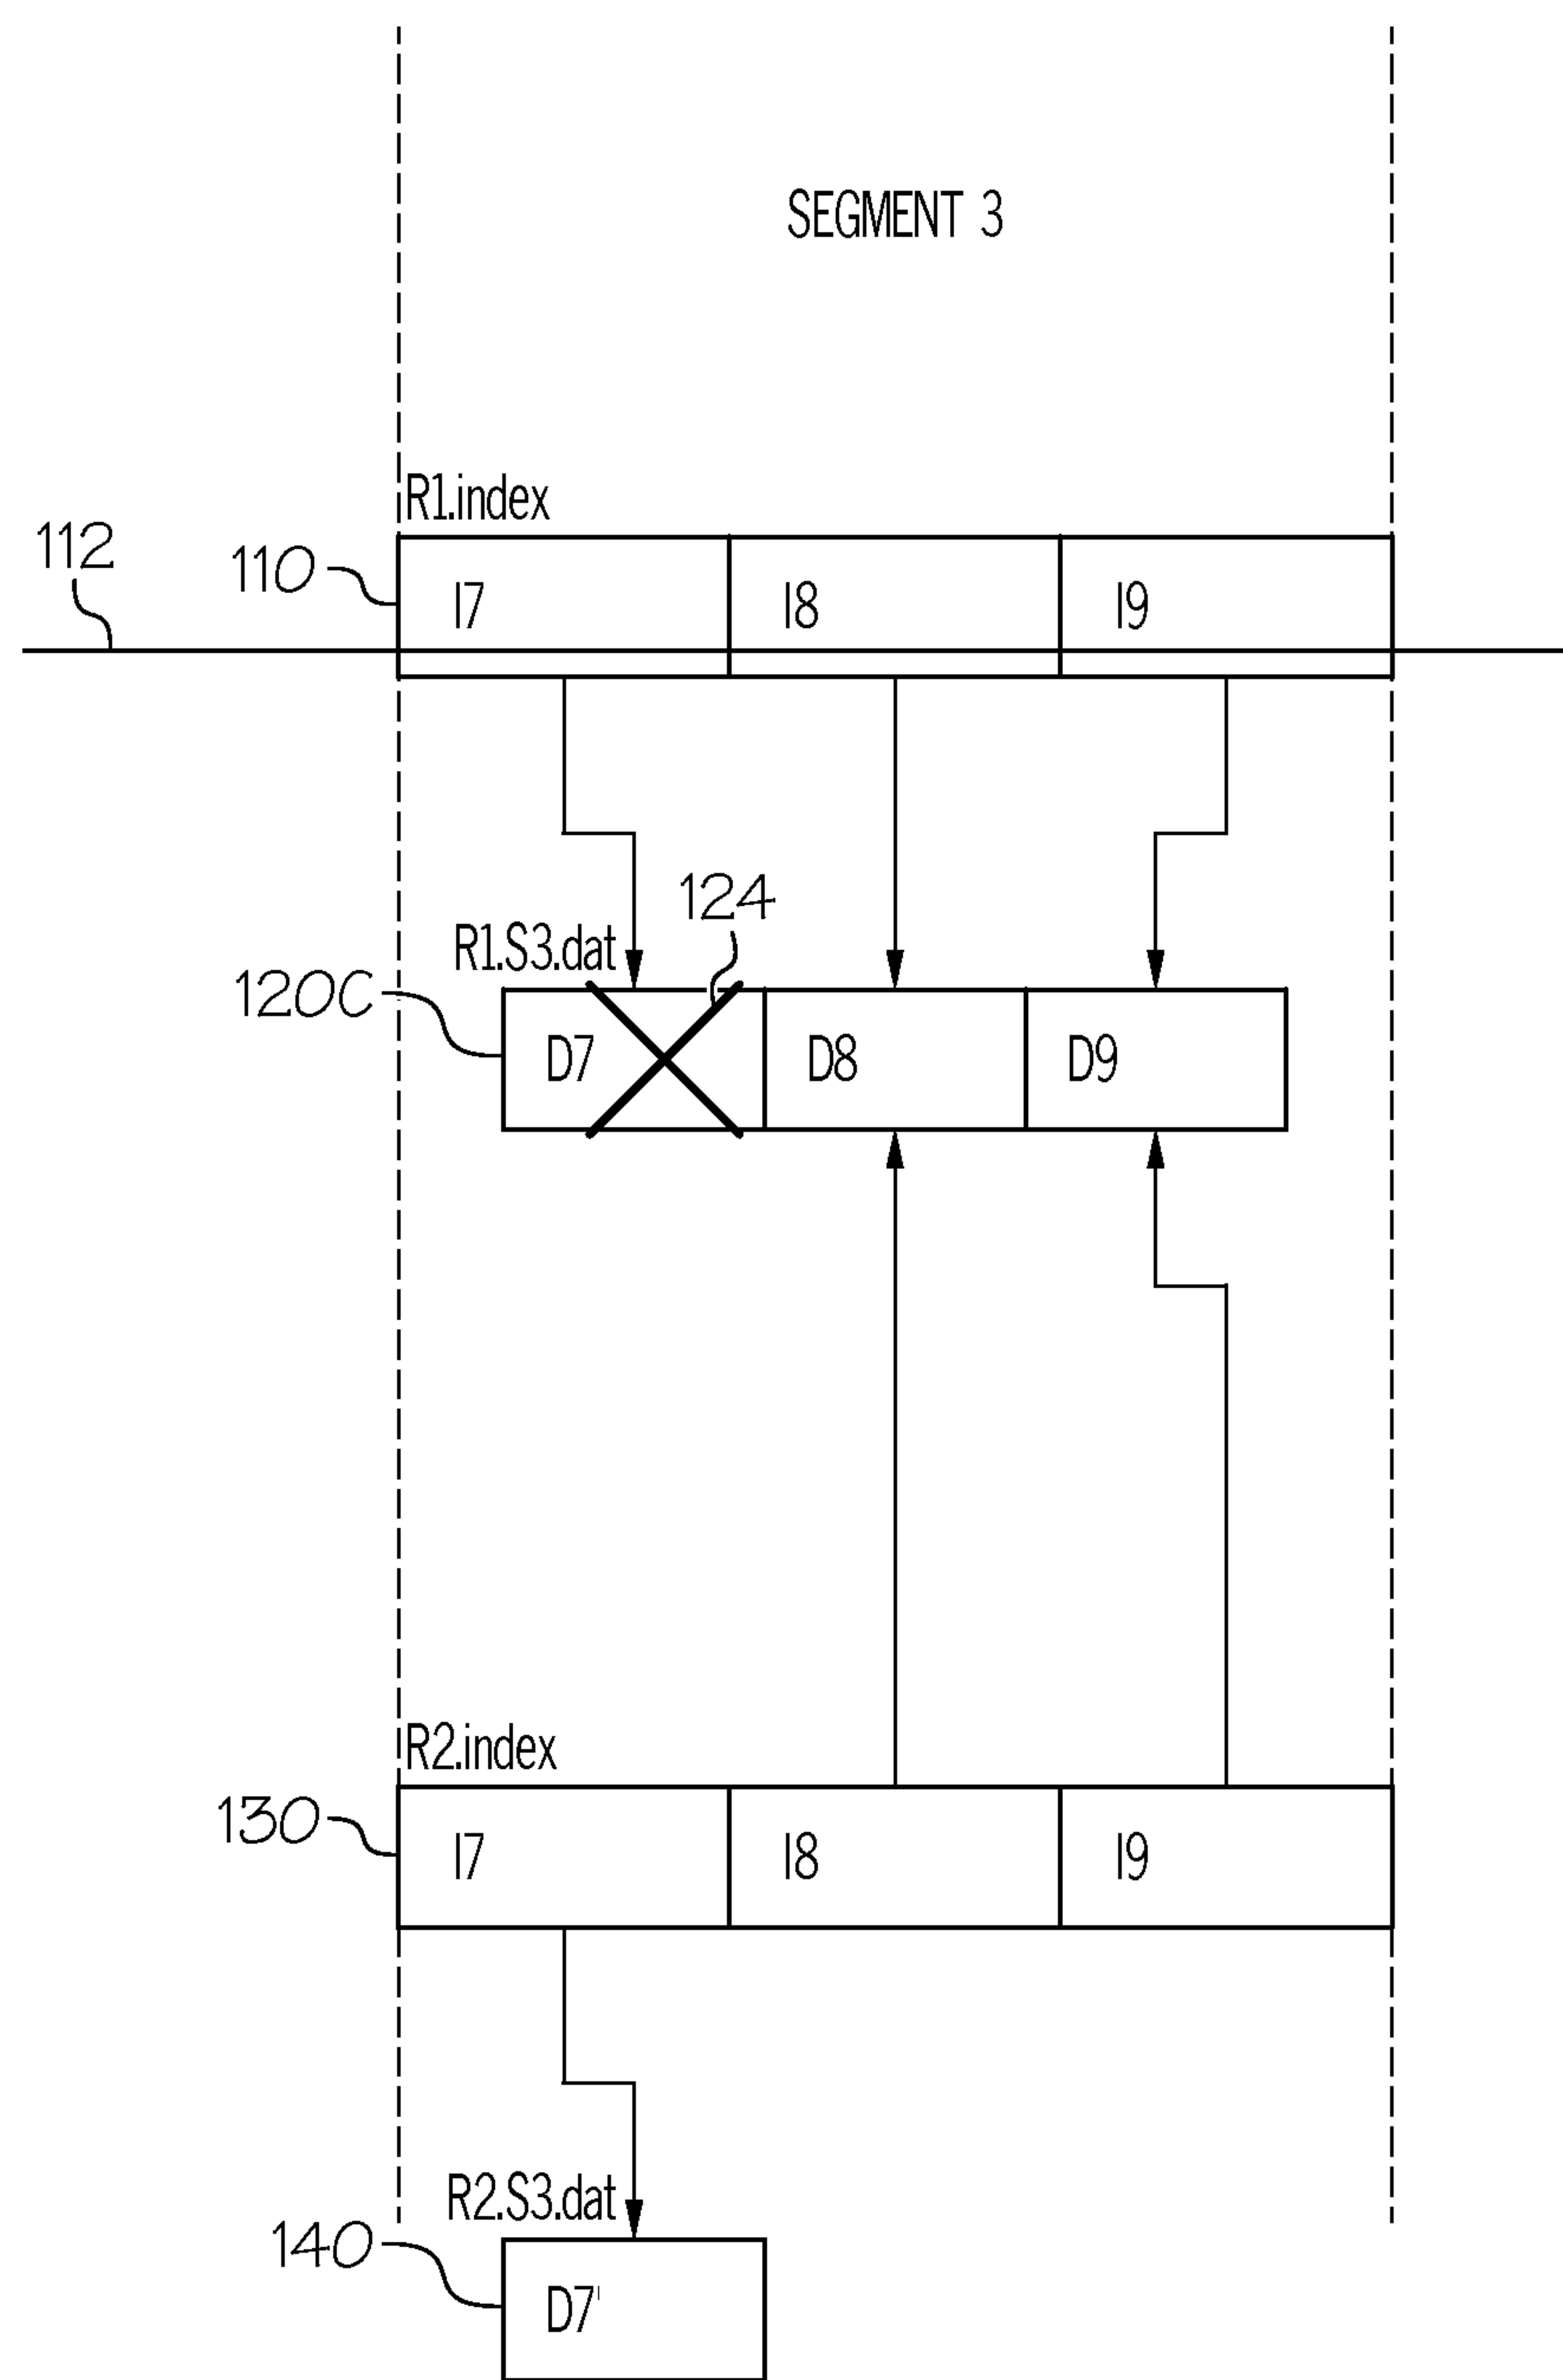 SEGMENT 3
R1.index
112
110
I7 I8 I9
124
R1.S3.dat
120C
D7 D8 D9
R2.index
130
I7 I8 I9
R2.S3.dat
140
D7'